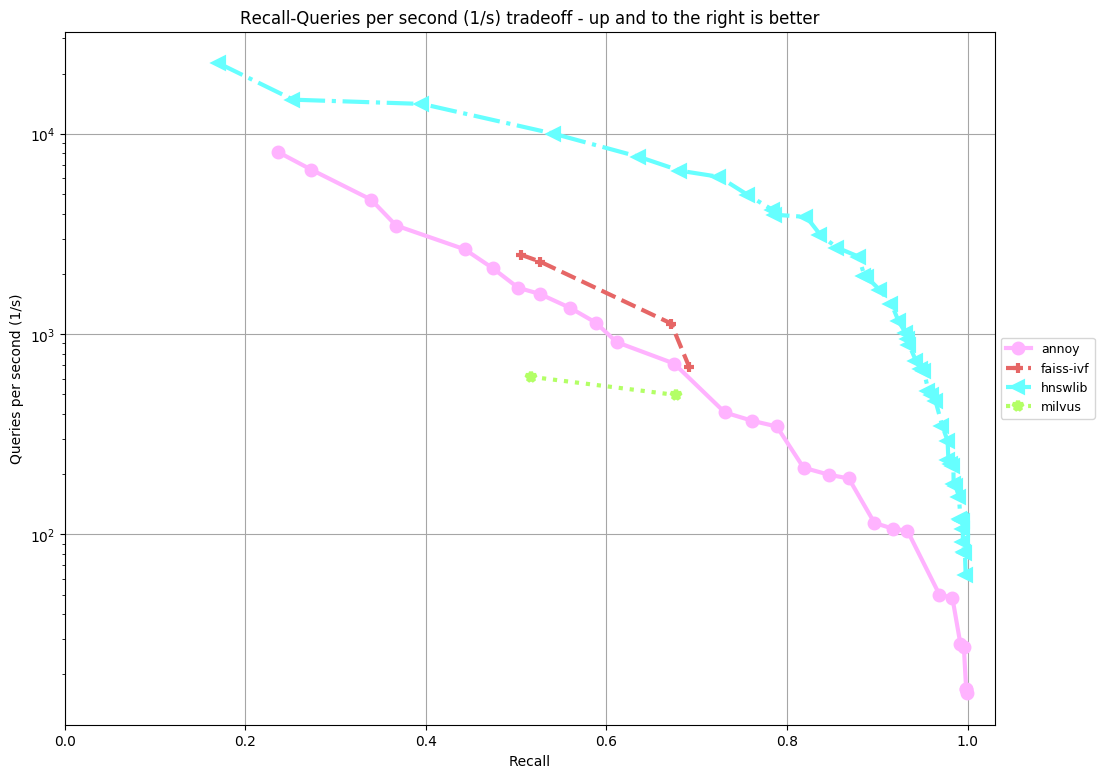 Recall-Queries per second (1/s) tradeoff - up and to the right is better
Queries per second (1/s)
10^4
10^3
10^2
0.0 0.2 0.4 0.6 0.8 1.0
Recall
annoy
faiss-ivf
hnswlib
milvus